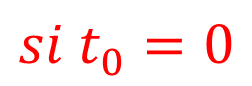 si t₀ = 0